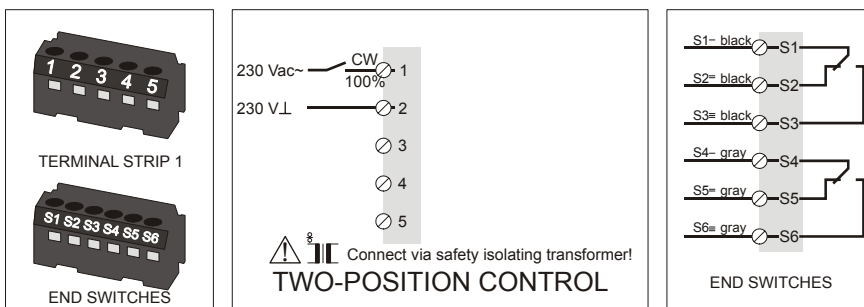 1 2 3 4 5
TERMINAL STRIP 1
S1 S2 S3 S4 S5 S6
END SWITCHES
230 Vac~ CW 1
100%
230 V⊥ 2
3
4
5
Connect via safety isolating transformer!
TWO-POSITION CONTROL
S1− black S1
S2= black S2
S3≡ black S3
S4− gray S4
S5= gray S5
S6≡ gray S6
END SWITCHES